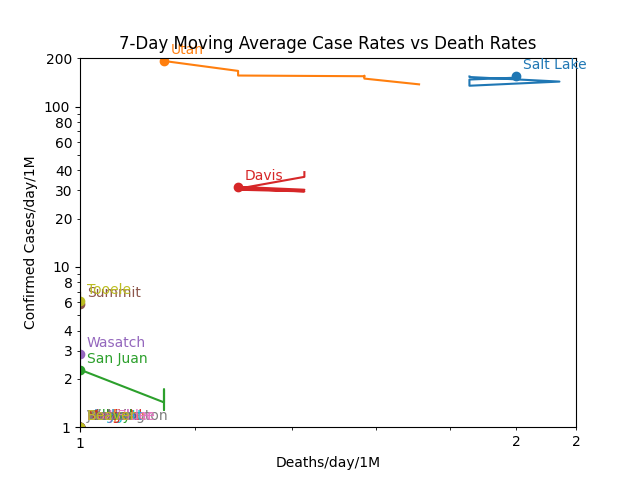 7-Day Moving Average Case Rates vs Death Rates
Utah
Salt Lake
Davis
Tooele
Summit
Wasatch
San Juan
200
100
80
60
40
30
20
10
8
6
4
3
2
1
1
2
2
Confirmed Cases/day/1M
Deaths/day/1M